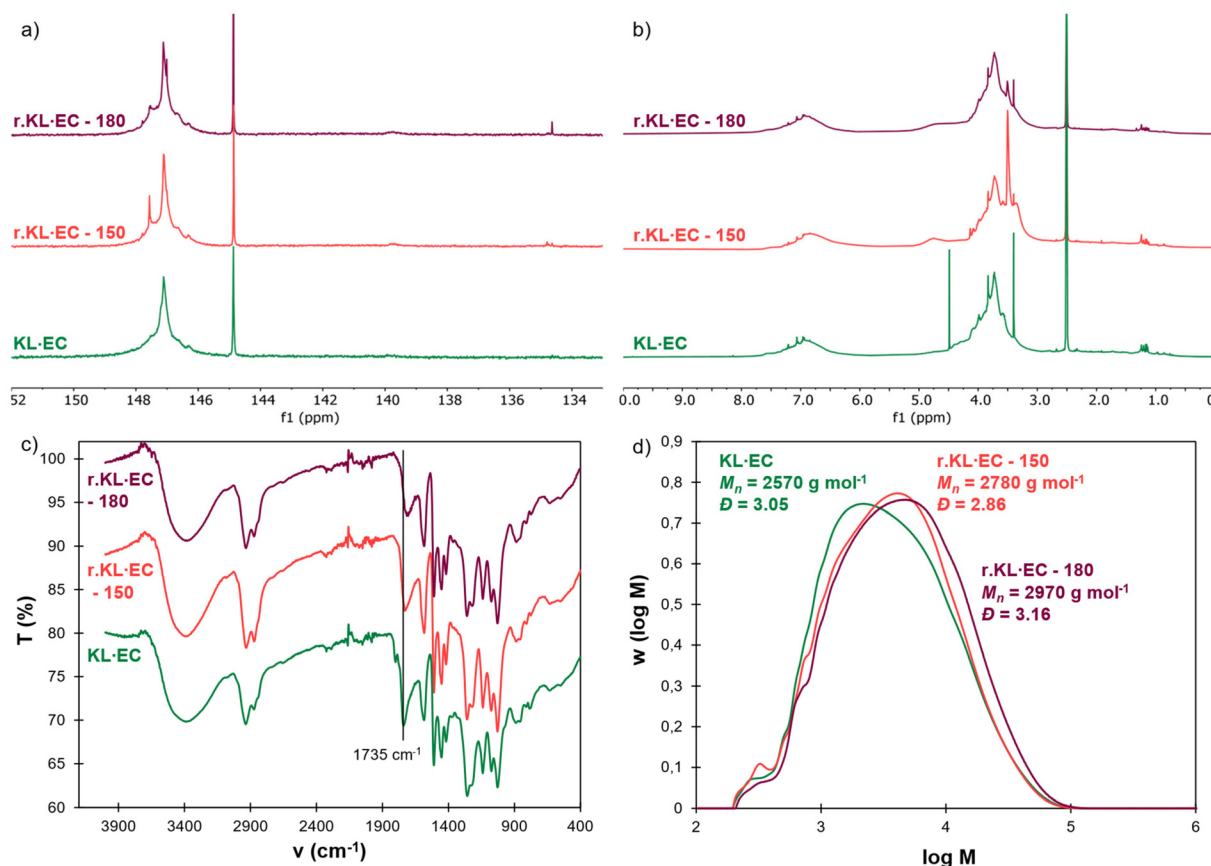 a)
r.KL·EC - 180
r.KL·EC - 150
KL·EC
52 150 148 146 144 142 140 138 136 134
f1 (ppm)
b)
r.KL·EC - 180
r.KL·EC - 150
KL·EC
0.0 9.0 8.0 7.0 6.0 5.0 4.0 3.0 2.0 1.0 0
f1 (ppm)
c)
100
95
90
85
80
75
70
65
60
T (%)
r.KL·EC
- 180
r.KL·EC
- 150
KL·EC
1735 cm⁻¹
3900 3400 2900 2400 1900 1400 900 400
ν (cm⁻¹)
d)
0,9
0,8
0,7
0,6
0,5
0,4
0,3
0,2
0,1
0
w (log M)
KL·EC
Mn = 2570 g mol⁻¹
Đ = 3.05
r.KL·EC - 150
Mn = 2780 g mol⁻¹
Đ = 2.86
r.KL·EC - 180
Mn = 2970 g mol⁻¹
Đ = 3.16
2 3 4 5 6
log M